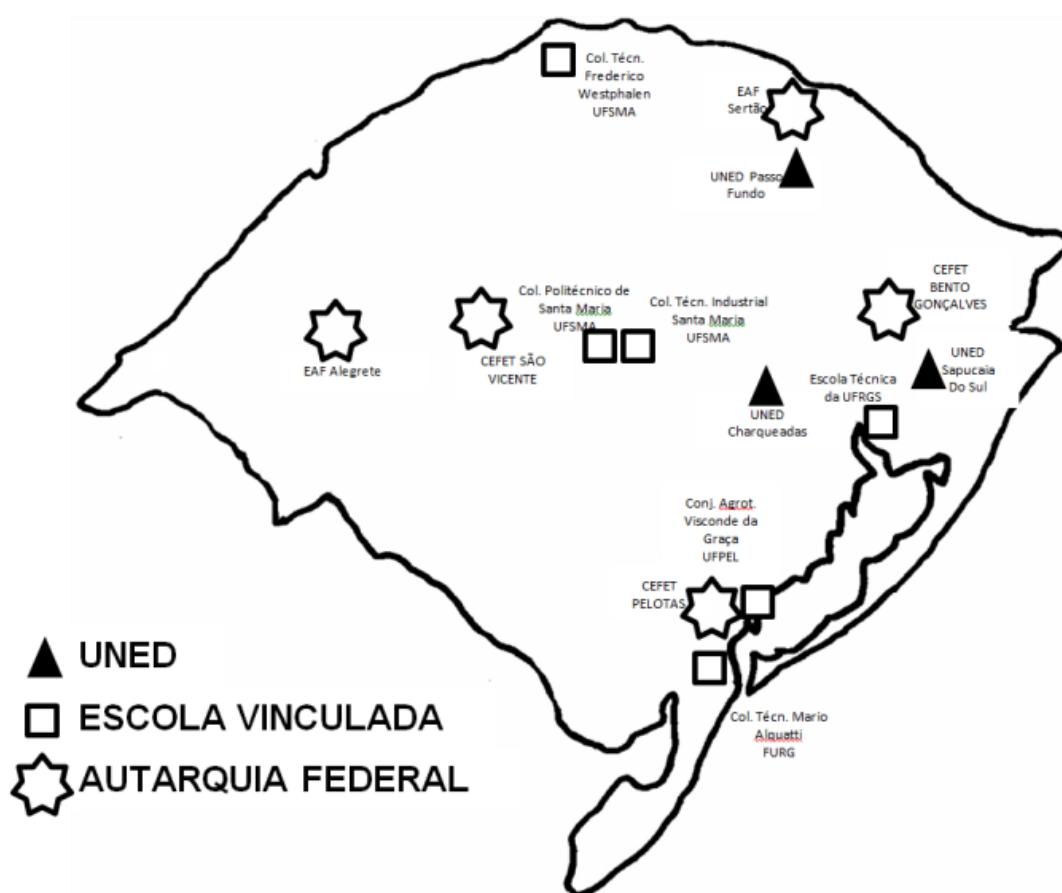 Col. Técn.
Frederico
Westphalen
UFSMA
EAF
Sertão
UNED Passo
Fundo
CEFET
BENTO
GONÇALVES
Col. Politécnico de
Santa Maria
UFSMA
Col. Técn. Industrial
Santa Maria
UFSMA
EAF Alegrete
CEFET SÃO
VICENTE
UNED
Sapucaia
Do Sul
Escola Técnica
da UFRGS
UNED
Charqueadas
Conj. Agrot.
Visconde da
Graça
UFPEL
CEFET
PELOTAS
Col. Técn. Mario
Alquatti
FURG
UNED
ESCOLA VINCULADA
AUTARQUIA FEDERAL